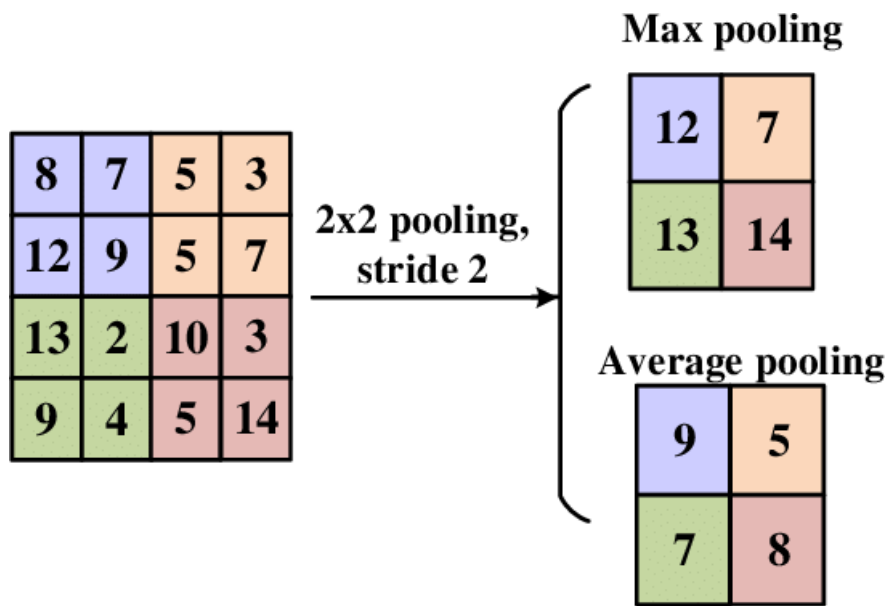 8 7 5 3
12 9 5 7
13 2 10 3
9 4 5 14
2x2 pooling,
stride 2
Max pooling
12 7
13 14
Average pooling
9 5
7 8